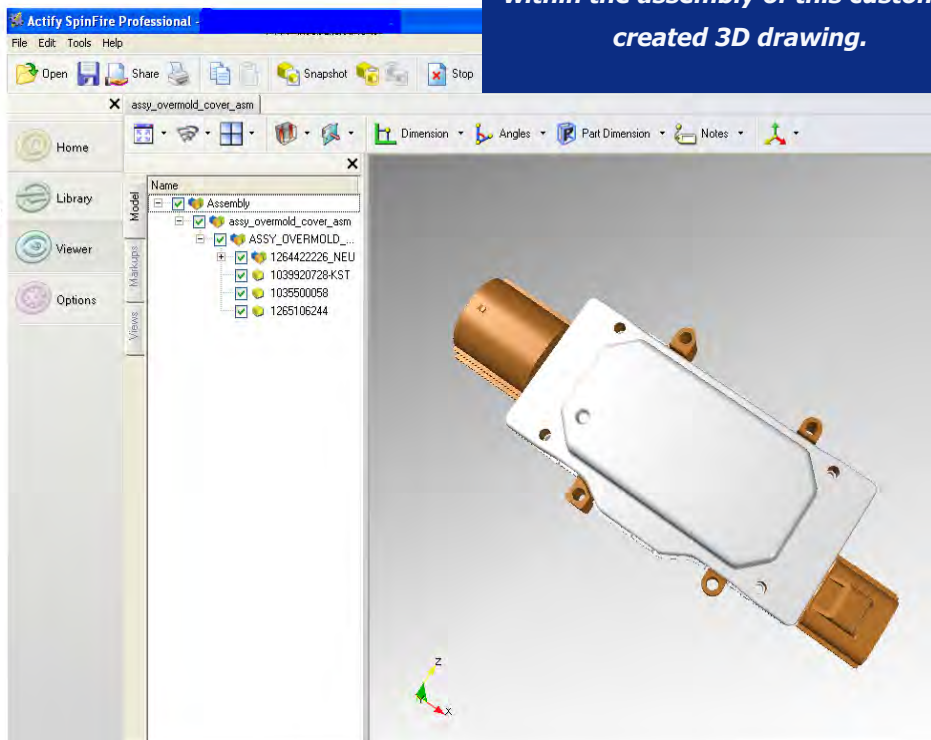 within the assembly of this custom
created 3D drawing.
Actify SpinFire Professional -
File Edit Tools Help
Open Share Snapshot Stop
assy_overmold_cover_asm
Dimension Angles Part Dimension Notes
Home
Library
Viewer
Options
Model
Markups
Views
Name
Assembly
assy_overmold_cover_asm
ASSY_OVERMOLD_...
1264422226_NEU
1039920728-KST
1035500058
1265106244
Z
Y
X